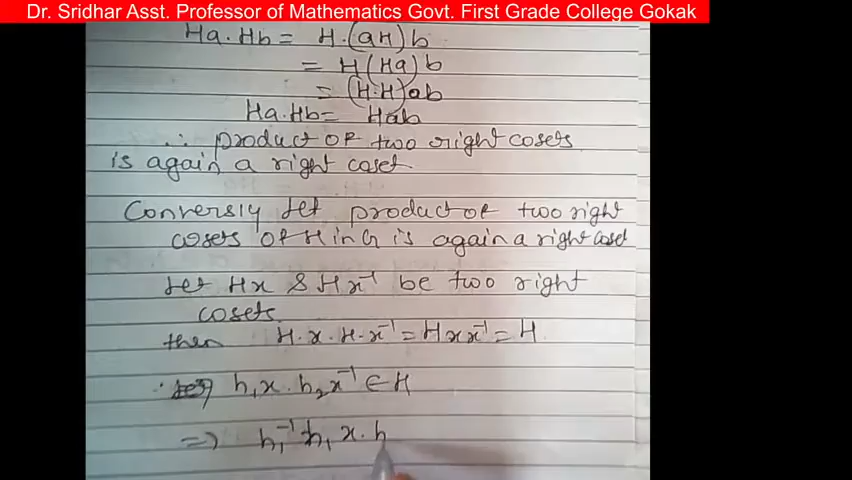 Dr. Sridhar Asst. Professor of Mathematics Govt. First Grade College Gokak
Ha.Hb = H.(aH)b
= H(Ha)b
= (H.H)ab
Ha.Hb = Hab
∴ product of two right cosets
is again a right coset
Conversly let product of two right
cosets of H in G is again a right coset
let Hx & Hx⁻¹ be two right
cosets
then H.x.H.x⁻¹ = Hxx⁻¹ = H
h₁x.h₂x⁻¹ ∈ H
=> h₁⁻¹h₁x.h